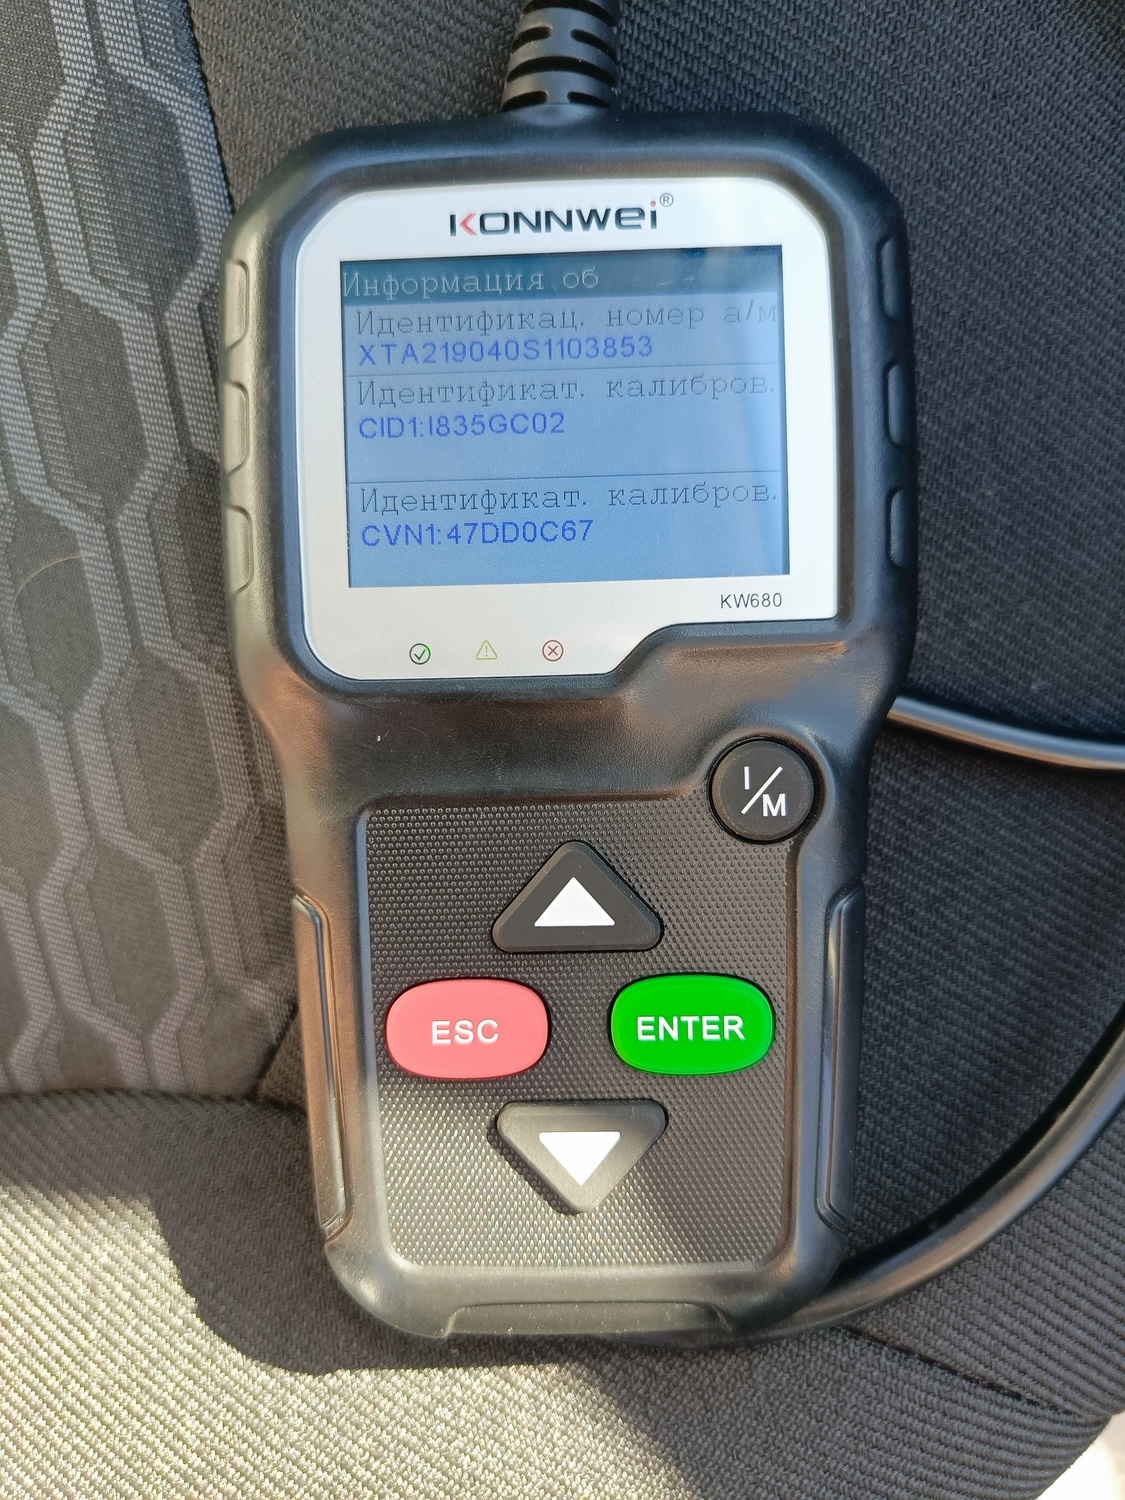 KONNWEI®
Информация об
Идентификац. номер а/м
XTA219040S1103853
Идентификат. калибров.
CID1:I835GC02
Идентификат. калибров.
CVN1:47DD0C67
KW680
I/M
ESC
ENTER